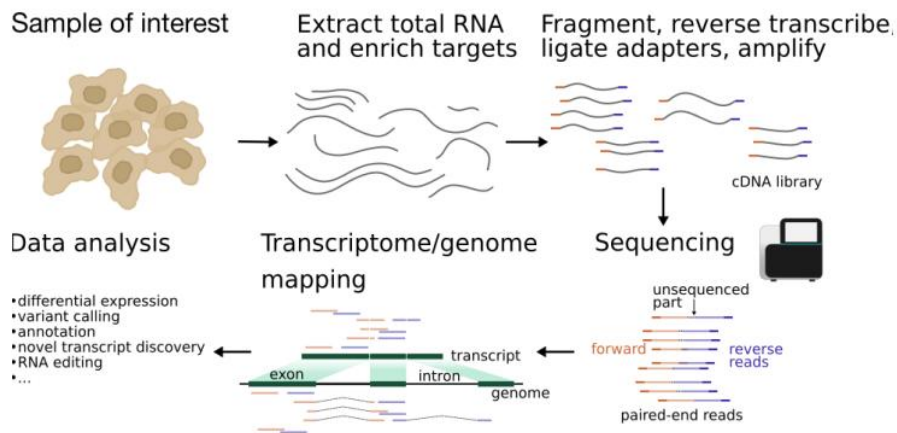 Sample of interest
Extract total RNA
and enrich targets
Fragment, reverse transcribe,
ligate adapters, amplify
cDNA library
Sequencing
unsequenced
part
forward
reverse
reads
paired-end reads
Transcriptome/genome
mapping
transcript
exon
intron
genome
Data analysis
•differential expression
•variant calling
•annotation
•novel transcript discovery
•RNA editing
•...